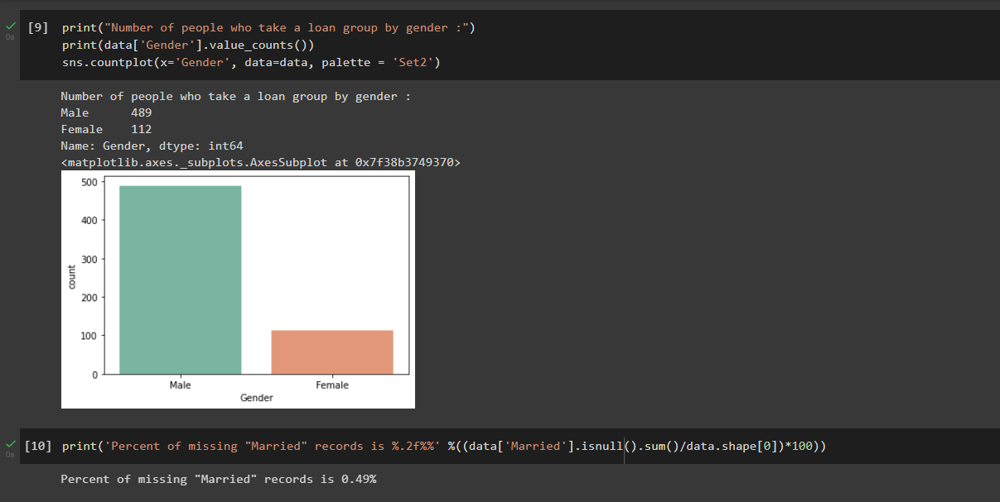 [9] print("Number of people who take a loan group by gender :")
print(data['Gender'].value_counts())
sns.countplot(x='Gender', data=data, palette = 'Set2')
0s
Number of people who take a loan group by gender :
Male      489
Female    112
Name: Gender, dtype: int64
<matplotlib.axes._subplots.AxesSubplot at 0x7f38b3749370>
500
400
300
200
100
0
count
Male Female
Gender
[10] print('Percent of missing "Married" records is %.2f%%' %((data['Married'].isnull().sum()/data.shape[0])*100))
0s
Percent of missing "Married" records is 0.49%